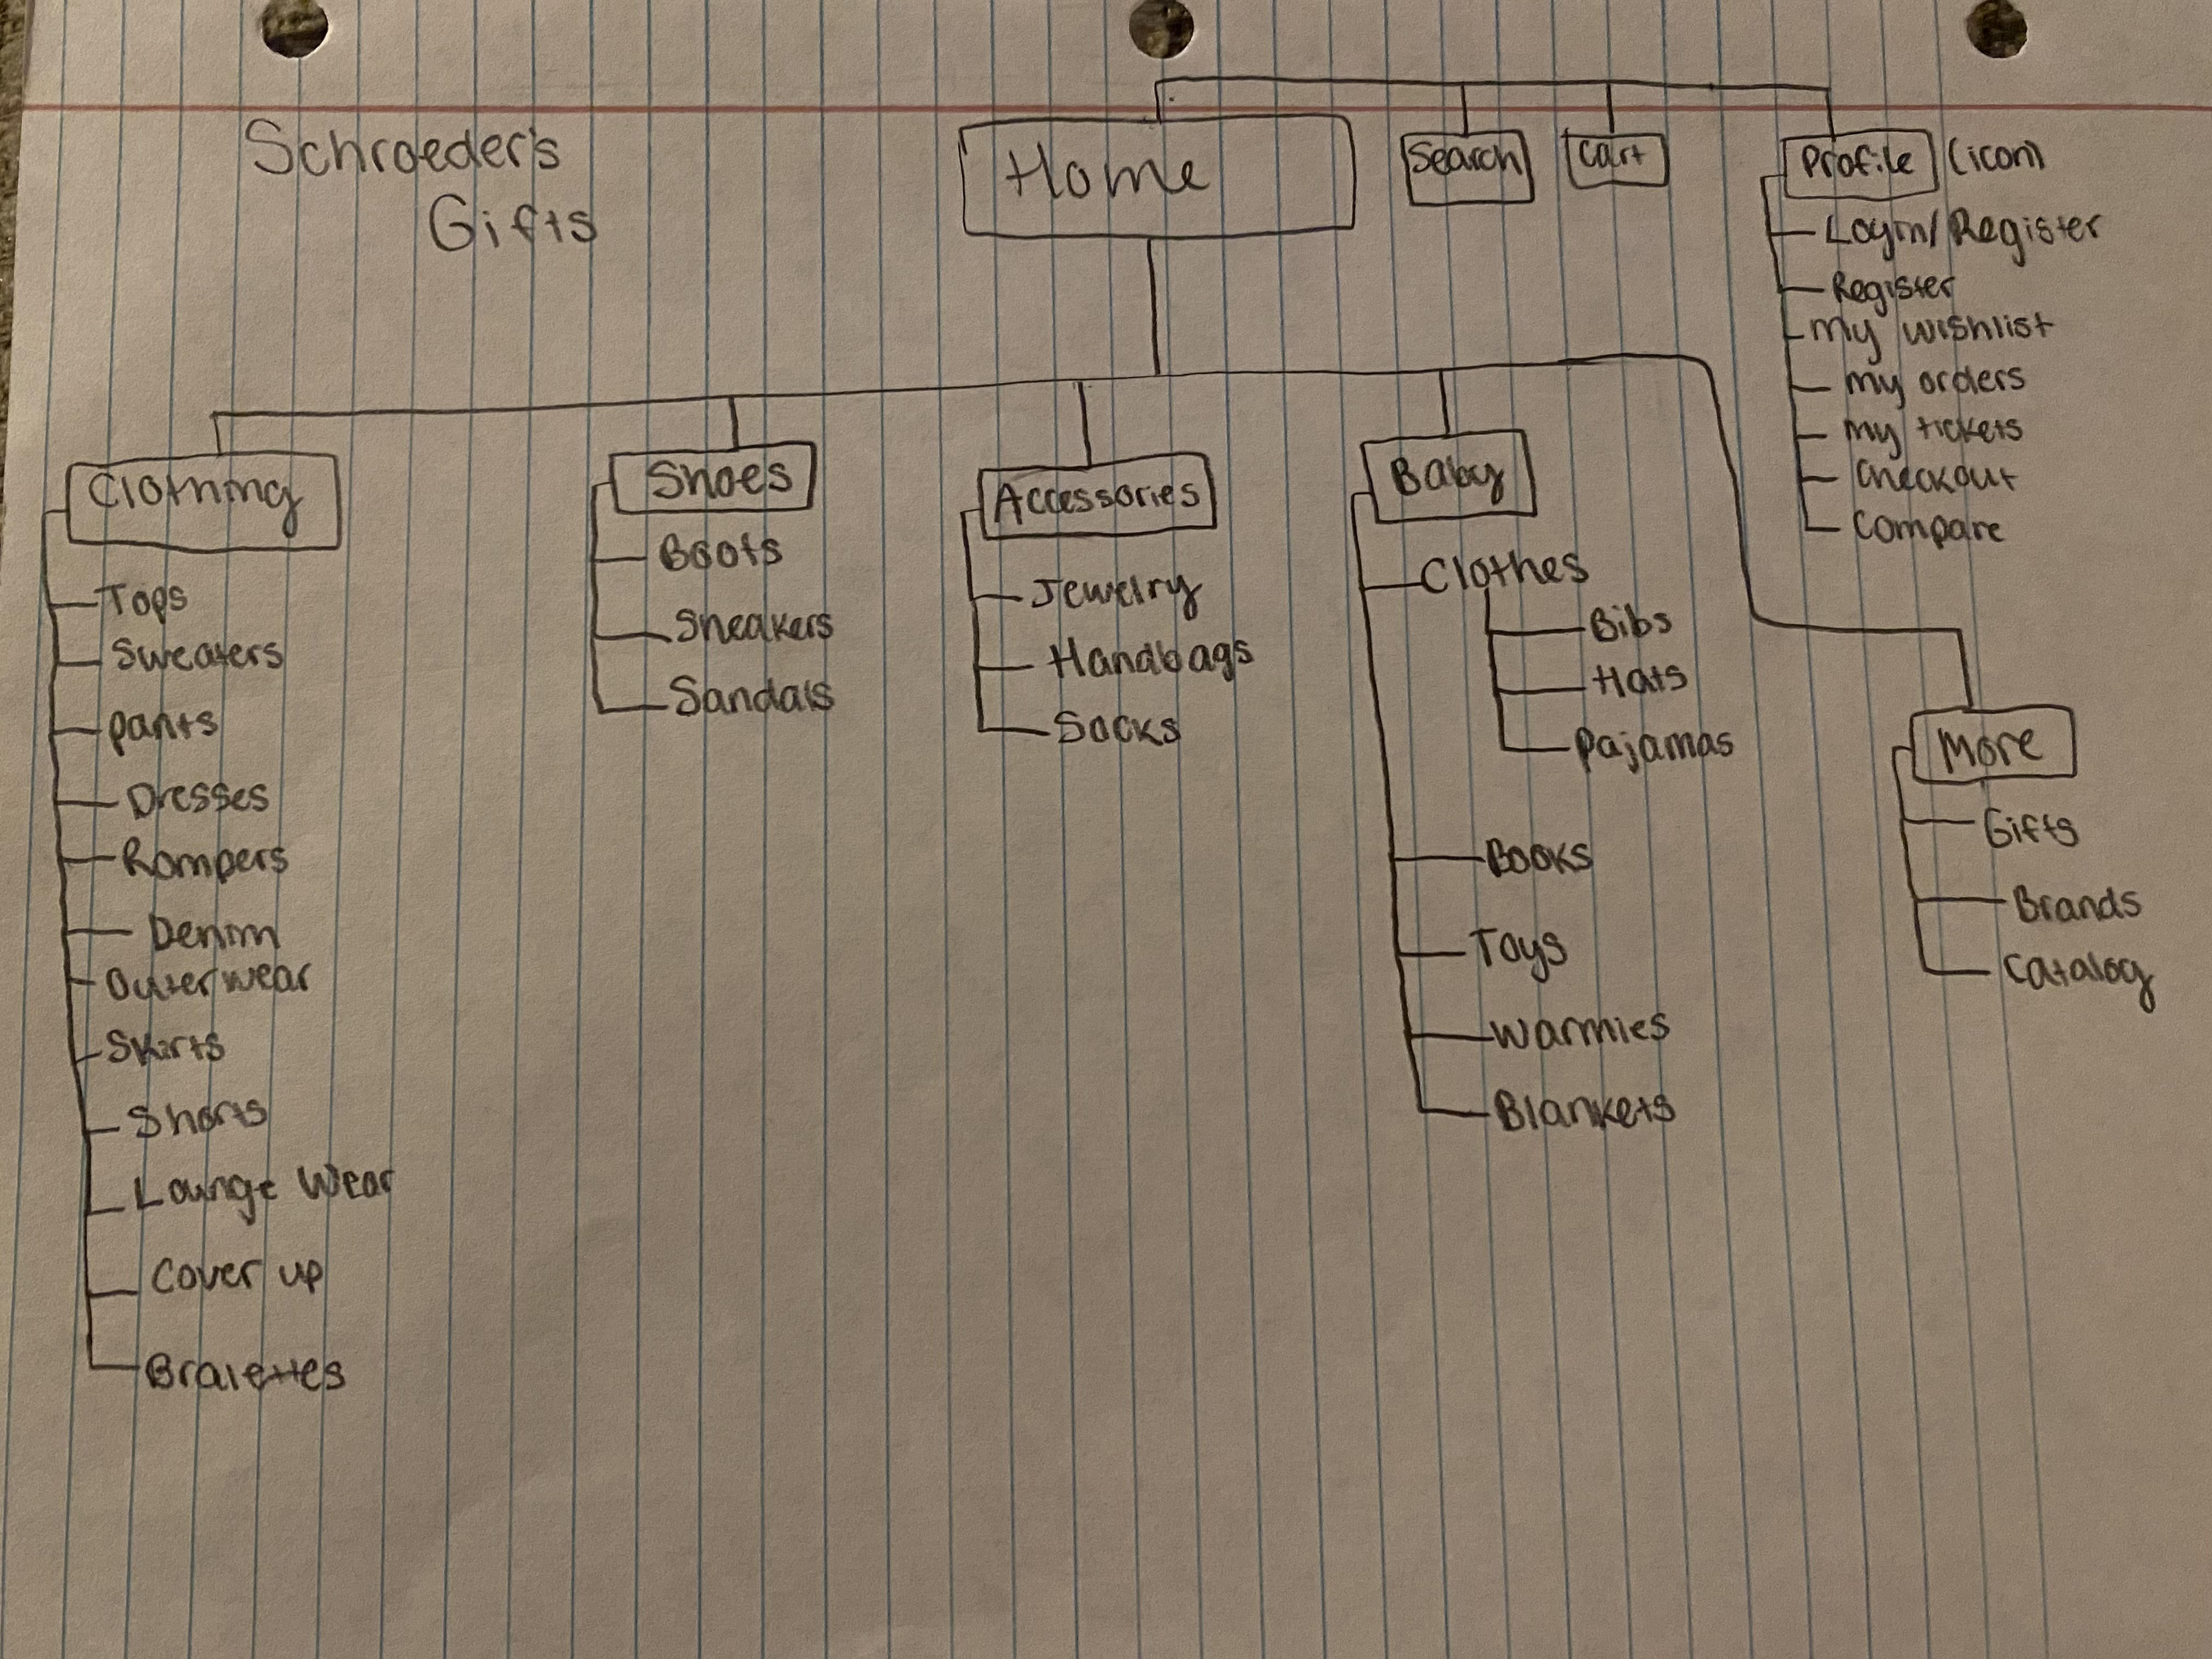 Schroeder's
Gifts
Home
Search
Cart
Profile (icon)
Login/Register
Register
My wishlist
My orders
My tickets
Checkout
Compare
Clothing
Tops
Sweaters
Pants
Dresses
Rompers
Denim
Outerwear
Skirts
Shorts
Lounge Wear
Cover up
Bralettes
Shoes
Boots
Sneakers
Sandals
Accessories
Jewelry
Handbags
Socks
Baby
Clothes
Bibs
Hats
Pajamas
Books
Toys
Warmies
Blankets
More
Gifts
Brands
Catalog